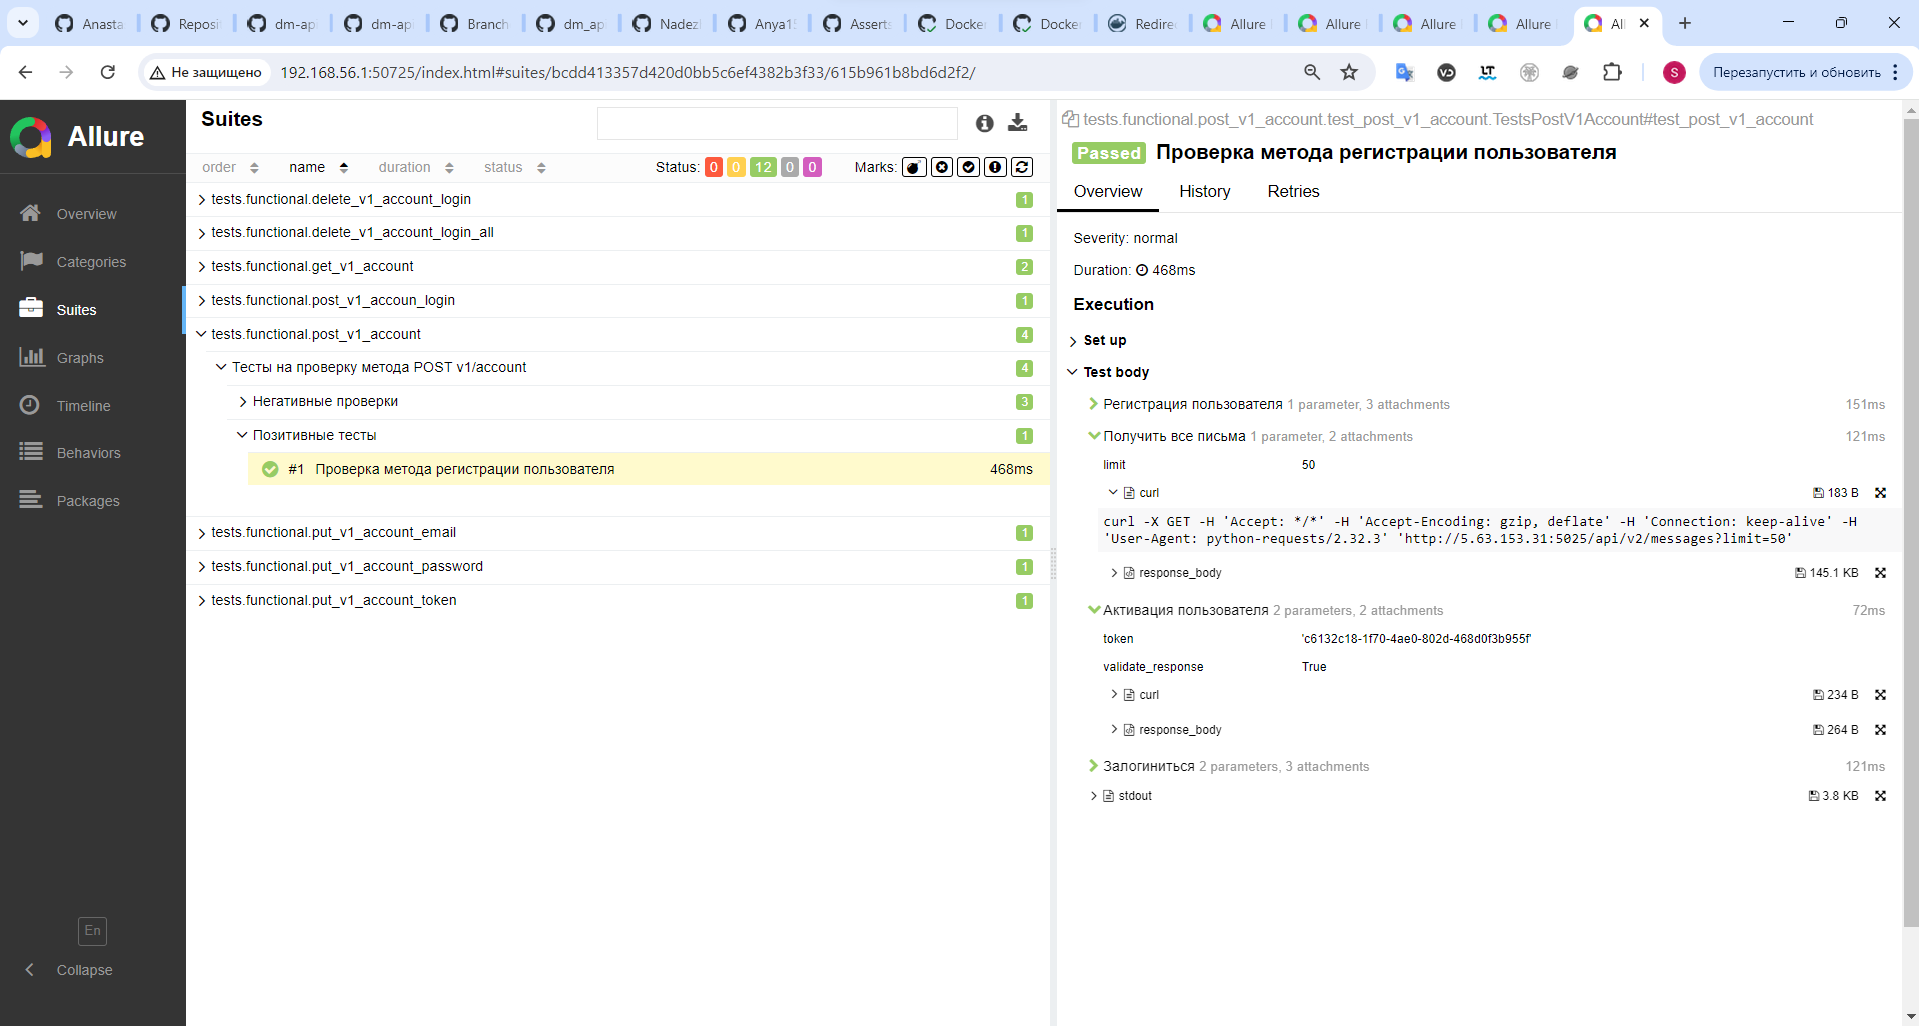 Anasta
Reposit
dm-ap
dm-api
Branch
dm_ap
Nadez
Anya1
Asserts
Docker
Docker
Redirec
Allure
Allure
Allure
Allure
All
Не защищено
192.168.56.1:50725/index.html#suites/bcdd413357d420d0bb5c6ef4382b3f33/615b961b8bd6d2f2/
S
Перезапустить и обновить
Allure
Overview
Categories
Suites
Graphs
Timeline
Behaviors
Packages
En
Collapse
Suites
order name duration status Status: 0 0 12 0 0 Marks:
tests.functional.delete_v1_account_login 1
tests.functional.delete_v1_account_login_all 1
tests.functional.get_v1_account 2
tests.functional.post_v1_accoun_login 1
tests.functional.post_v1_account 4
Тесты на проверку метода POST v1/account 4
Негативные проверки 3
Позитивные тесты 1
#1 Проверка метода регистрации пользователя 468ms
tests.functional.put_v1_account_email 1
tests.functional.put_v1_account_password 1
tests.functional.put_v1_account_token 1
tests.functional.post_v1_account.test_post_v1_account.TestsPostV1Account#test_post_v1_account
Passed Проверка метода регистрации пользователя
Overview History Retries
Severity: normal
Duration: 468ms
Execution
Set up
Test body
Регистрация пользователя 1 parameter, 3 attachments 151ms
Получить все письма 1 parameter, 2 attachments 121ms
limit 50
curl 183 B
curl -X GET -H 'Accept: */*' -H 'Accept-Encoding: gzip, deflate' -H 'Connection: keep-alive' -H
'User-Agent: python-requests/2.32.3' 'http://5.63.153.31:5025/api/v2/messages?limit=50'
response_body 145.1 KB
Активация пользователя 2 parameters, 2 attachments 72ms
token 'c6132c18-1f70-4ae0-802d-468d0f3b955f'
validate_response True
curl 234 B
response_body 264 B
Залогиниться 2 parameters, 3 attachments 121ms
stdout 3.8 KB